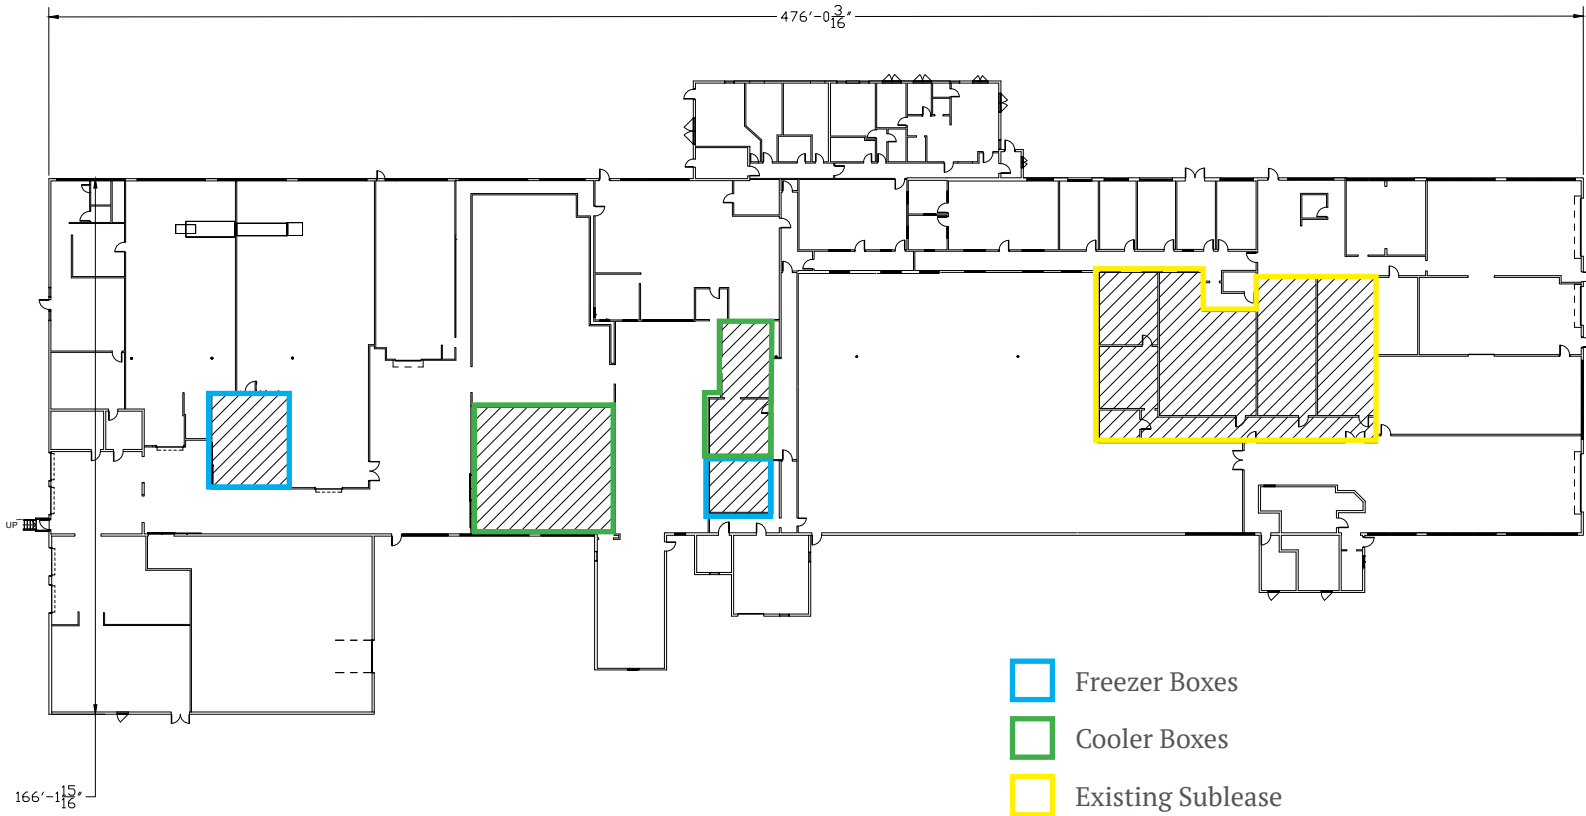 476'-0 3/16"
UP
Freezer Boxes
Cooler Boxes
Existing Sublease
166'-1 15/16"